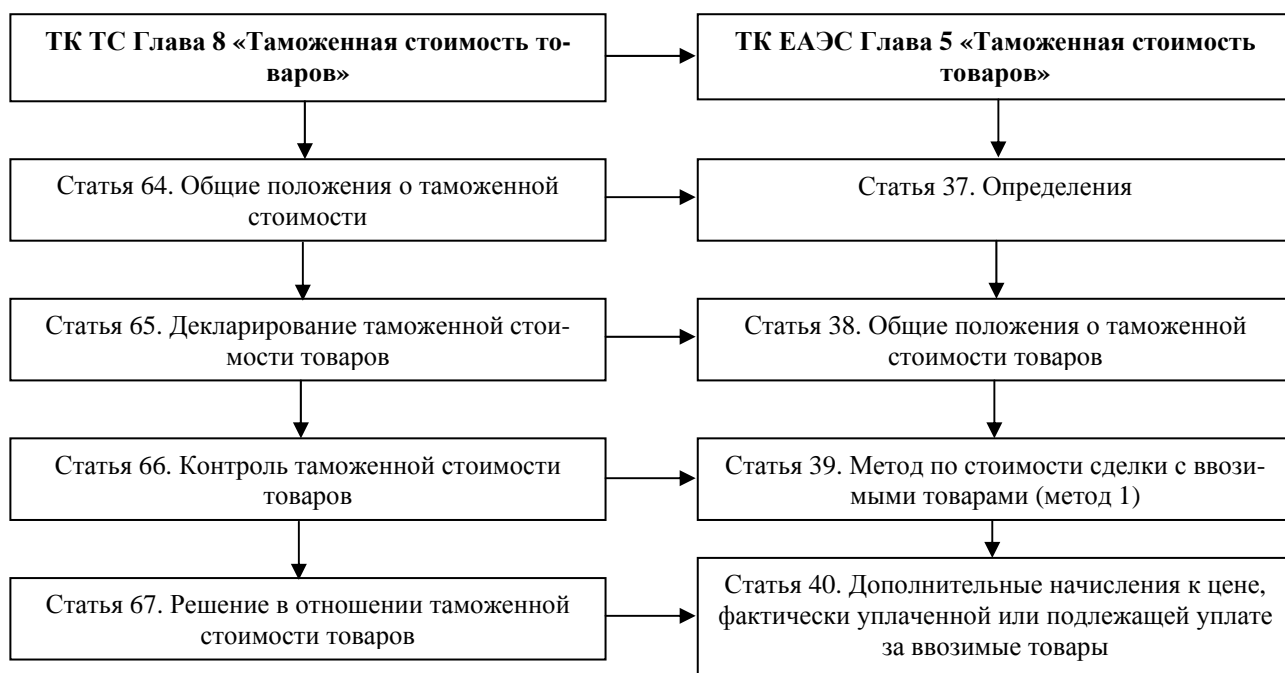 ТК ТС Глава 8 «Таможенная стоимость то-
варов»
ТК ЕАЭС Глава 5 «Таможенная стоимость
товаров»
Статья 64. Общие положения о таможенной
стоимости
Статья 37. Определения
Статья 65. Декларирование таможенной стои-
мости товаров
Статья 38. Общие положения о таможенной
стоимости товаров
Статья 66. Контроль таможенной стоимости
товаров
Статья 39. Метод по стоимости сделки с ввози-
мыми товарами (метод 1)
Статья 67. Решение в отношении таможенной
стоимости товаров
Статья 40. Дополнительные начисления к цене,
фактически уплаченной или подлежащей уплате
за ввозимые товары